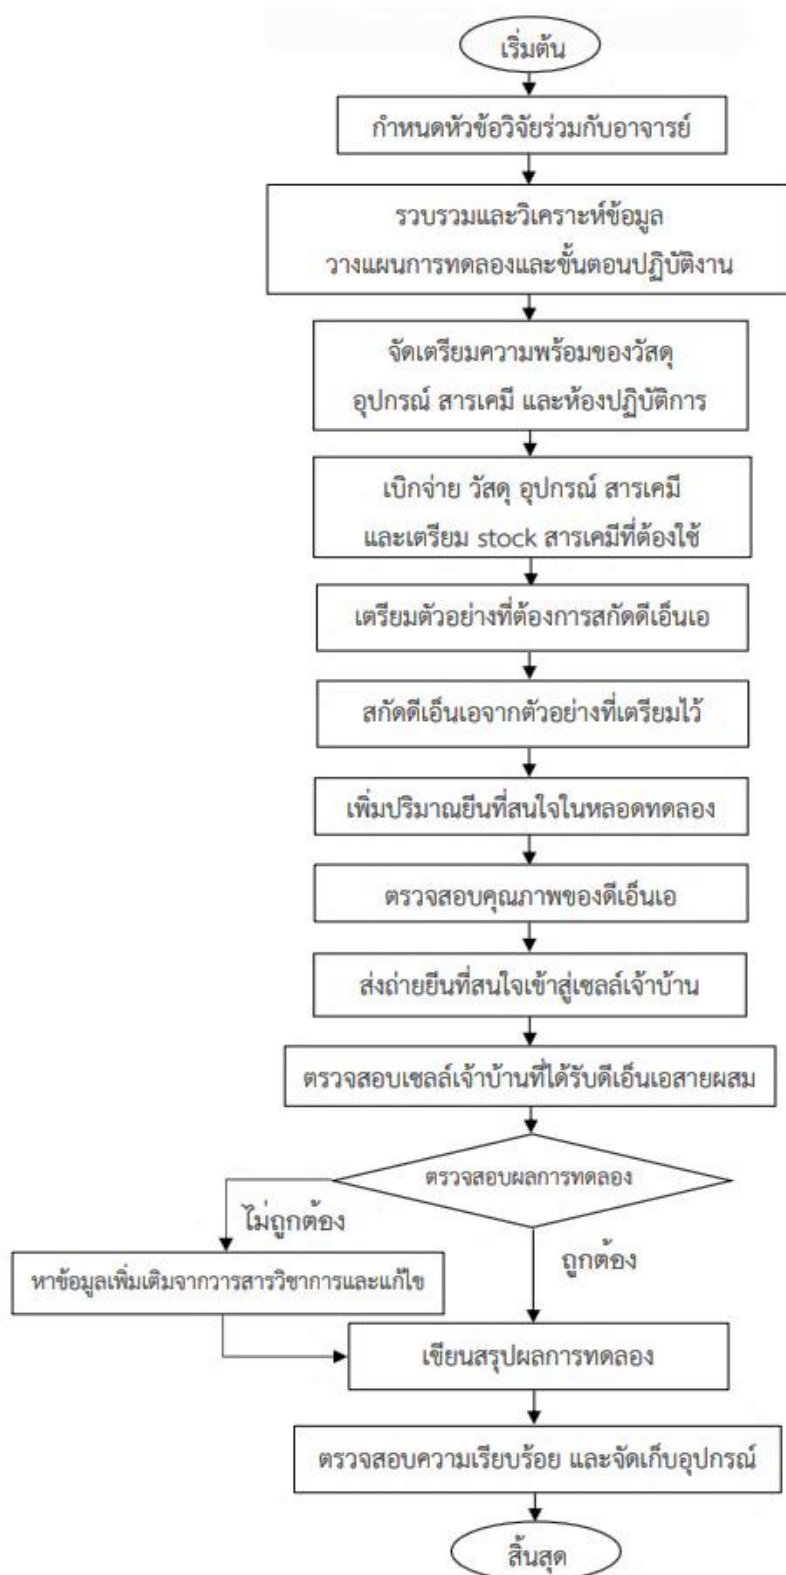 เริ่มต้น
กำหนดหัวข้อวิจัยร่วมกับอาจารย์
รวบรวมและวิเคราะห์ข้อมูล
วางแผนการทดลองและขั้นตอนปฏิบัติงาน
จัดเตรียมความพร้อมของวัสดุ
อุปกรณ์ สารเคมี และห้องปฏิบัติการ
เบิกจ่าย วัสดุ อุปกรณ์ สารเคมี
และเตรียม stock สารเคมีที่ต้องใช้
เตรียมตัวอย่างที่ต้องการสกัดดีเอ็นเอ
สกัดดีเอ็นเอจากตัวอย่างที่เตรียมไว้
เพิ่มปริมาณยีนที่สนใจในหลอดทดลอง
ตรวจสอบคุณภาพของดีเอ็นเอ
ส่งถ่ายยีนที่สนใจเข้าสู่เซลล์เจ้าบ้าน
ตรวจสอบเซลล์เจ้าบ้านที่ได้รับดีเอ็นเอสายผสม
ตรวจสอบผลการทดลอง
ไม่ถูกต้อง
ถูกต้อง
หาข้อมูลเพิ่มเติมจากวารสารวิชาการและแก้ไข
เขียนสรุปผลการทดลอง
ตรวจสอบความเรียบร้อย และจัดเก็บอุปกรณ์
สิ้นสุด